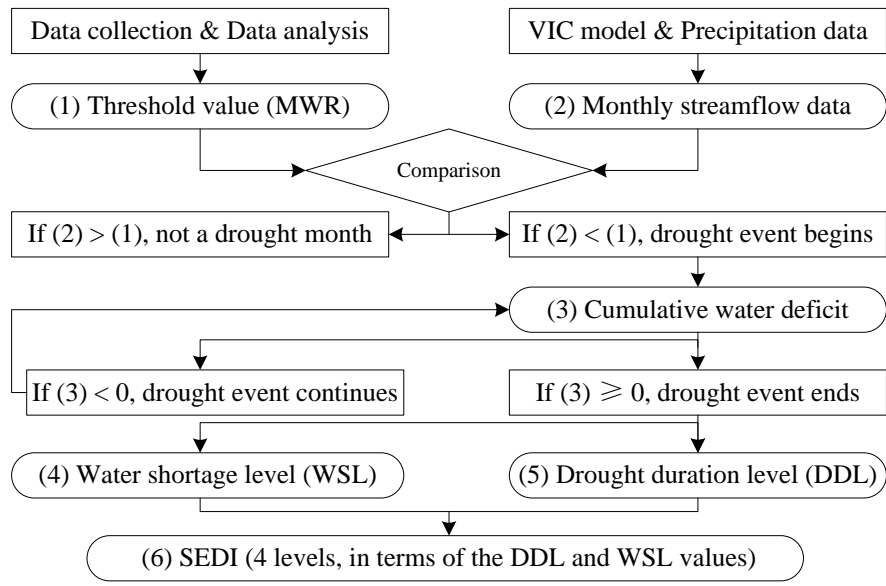 Data collection & Data analysis
VIC model & Precipitation data
(1) Threshold value (MWR)
(2) Monthly streamflow data
Comparison
If (2) > (1), not a drought month
If (2) < (1), drought event begins
(3) Cumulative water deficit
If (3) < 0, drought event continues
If (3) ⩾ 0, drought event ends
(4) Water shortage level (WSL)
(5) Drought duration level (DDL)
(6) SEDI (4 levels, in terms of the DDL and WSL values)